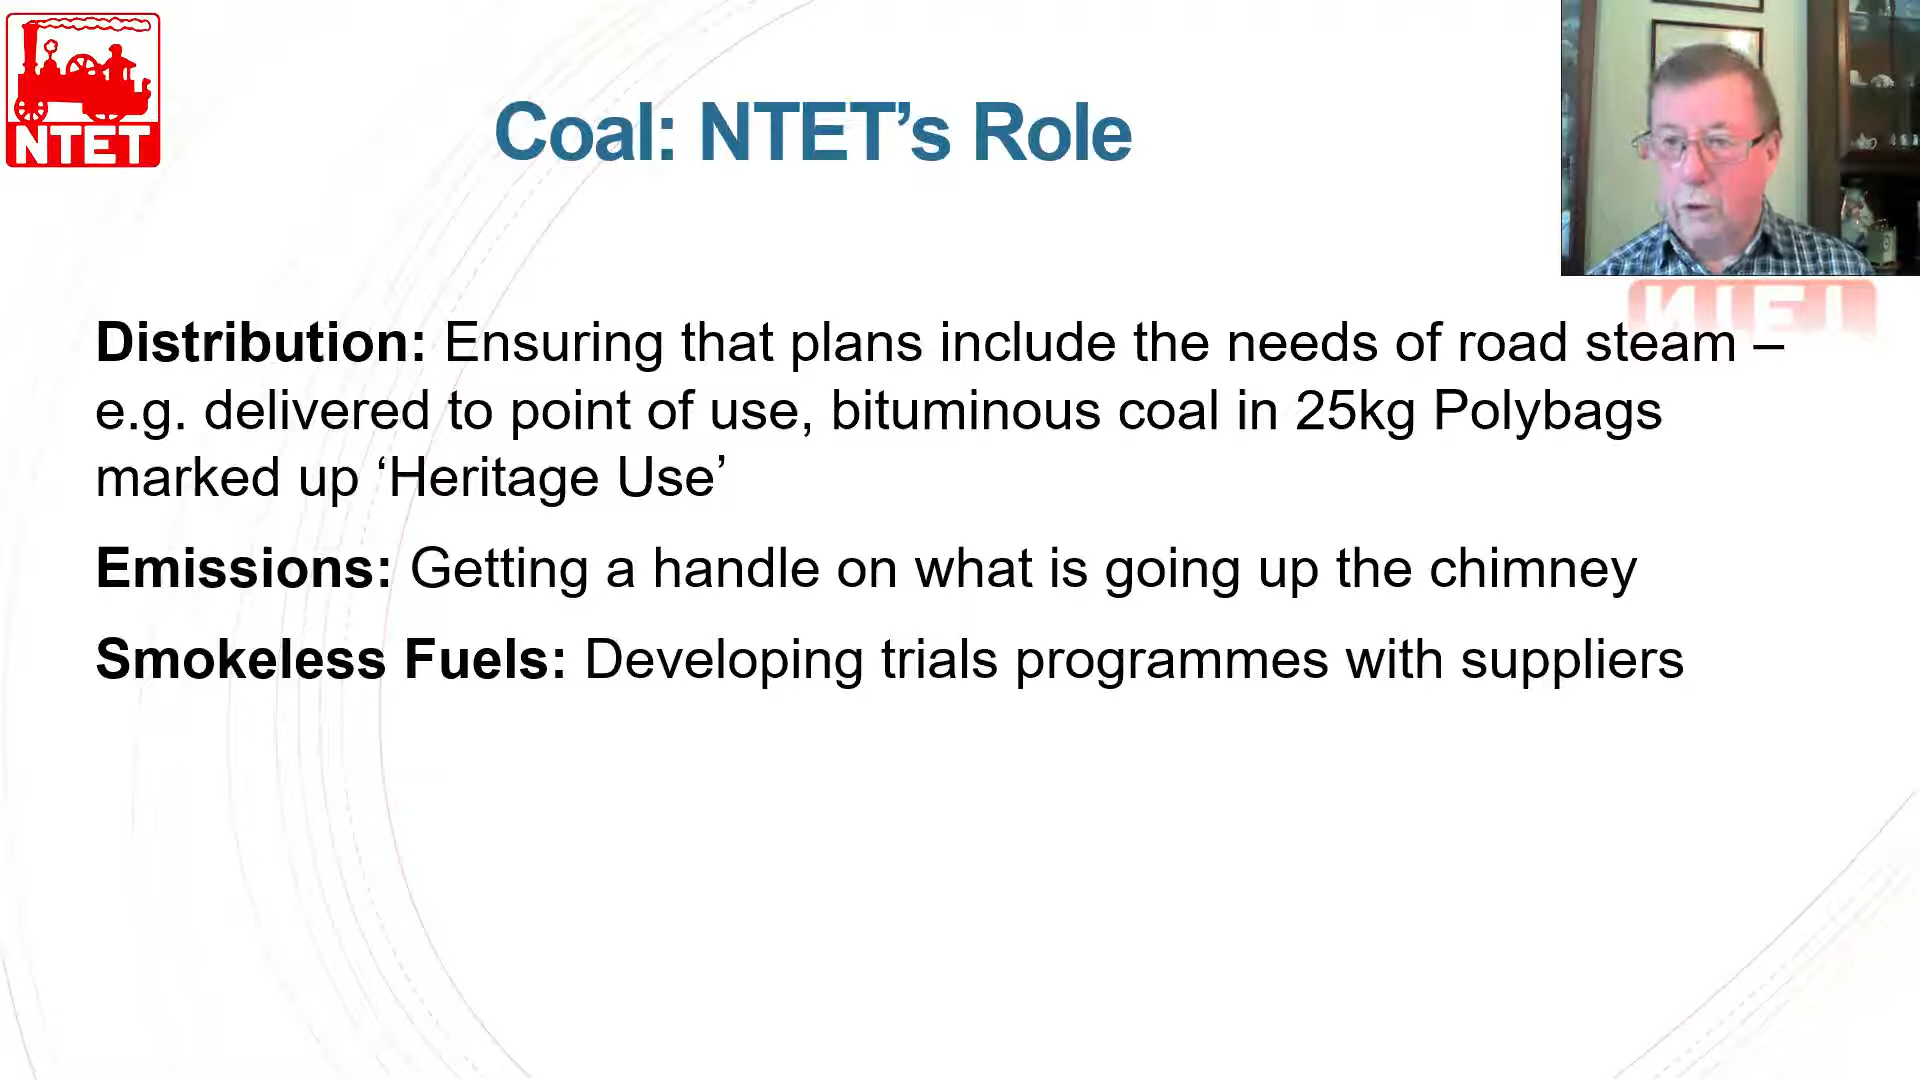 NTET
Coal: NTET’s Role
Distribution: Ensuring that plans include the needs of road steam –
e.g. delivered to point of use, bituminous coal in 25kg Polybags
marked up ‘Heritage Use’
Emissions: Getting a handle on what is going up the chimney
Smokeless Fuels: Developing trials programmes with suppliers